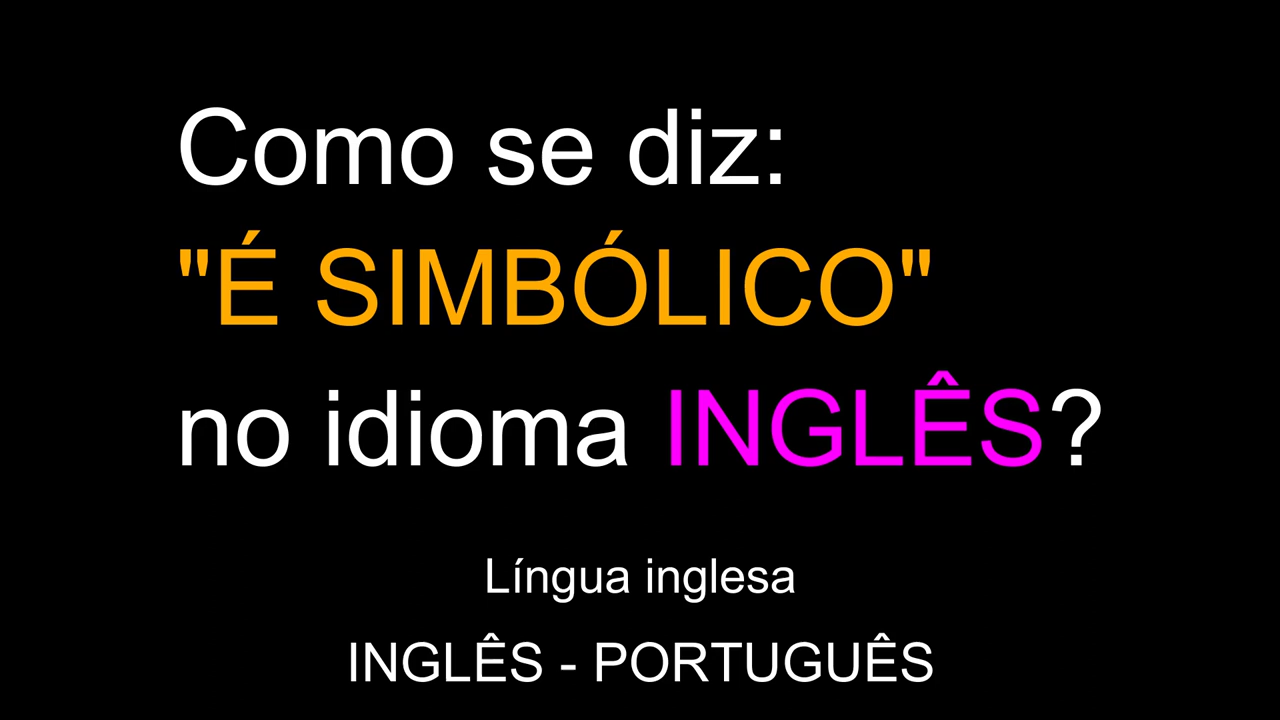 Como se diz:
"É SIMBÓLICO"
no idioma INGLÊS?
Língua inglesa
INGLÊS - PORTUGUÊS